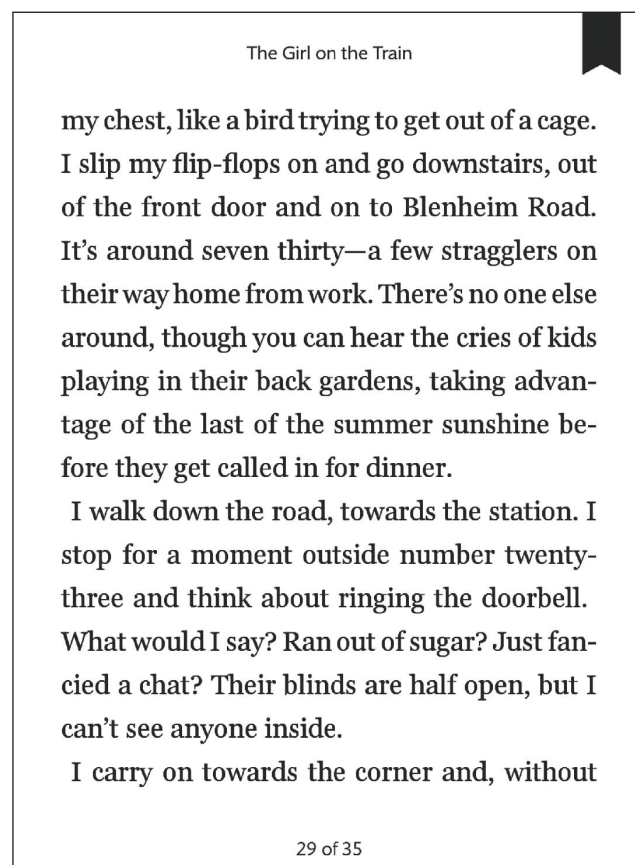 The Girl on the Train
my chest, like a bird trying to get out of a cage.
I slip my flip-flops on and go downstairs, out
of the front door and on to Blenheim Road.
It’s around seven thirty—a few stragglers on
their way home from work. There’s no one else
around, though you can hear the cries of kids
playing in their back gardens, taking advan-
tage of the last of the summer sunshine be-
fore they get called in for dinner.
I walk down the road, towards the station. I
stop for a moment outside number twenty-
three and think about ringing the doorbell.
What would I say? Ran out of sugar? Just fan-
cied a chat? Their blinds are half open, but I
can’t see anyone inside.
I carry on towards the corner and, without
29 of 35